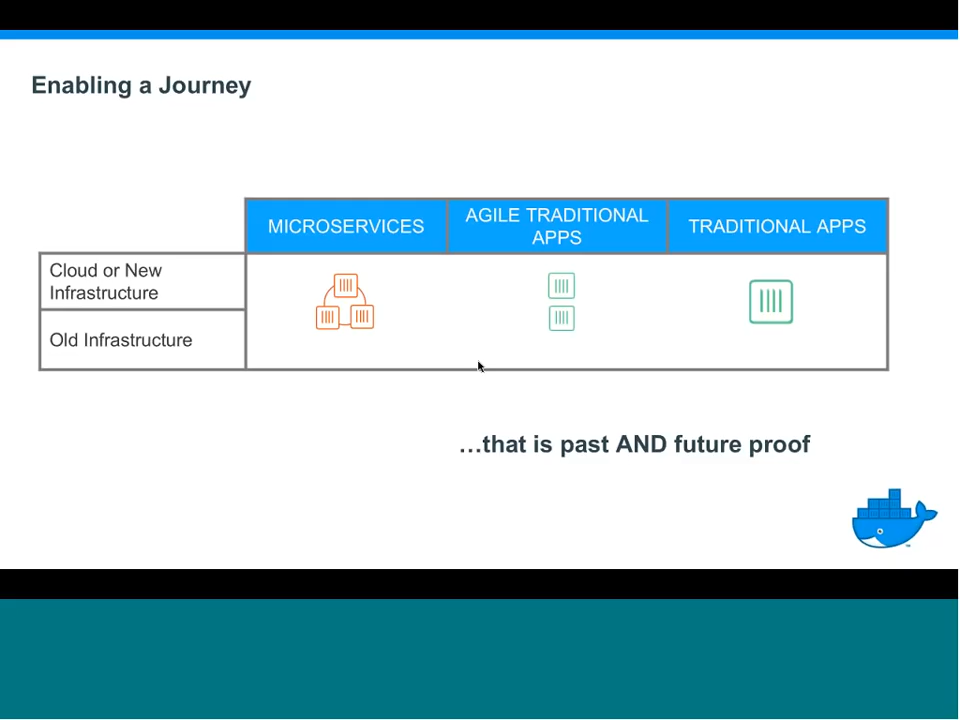 Enabling a Journey
MICROSERVICES
AGILE TRADITIONAL
APPS
TRADITIONAL APPS
Cloud or New
Infrastructure
Old Infrastructure
…that is past AND future proof